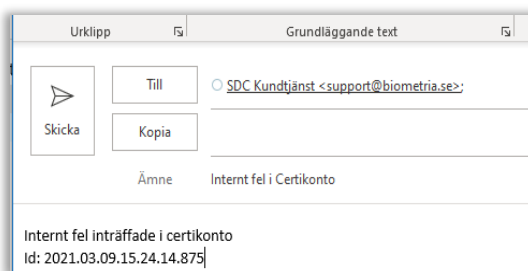 Urklipp
Grundläggande text
Till
SDC Kundtjänst <support@biometria.se>;
Skicka
Kopia
Ämne
Internt fel i Certikonto
Internt fel inträffade i certikonto
Id: 2021.03.09.15.24.14.875